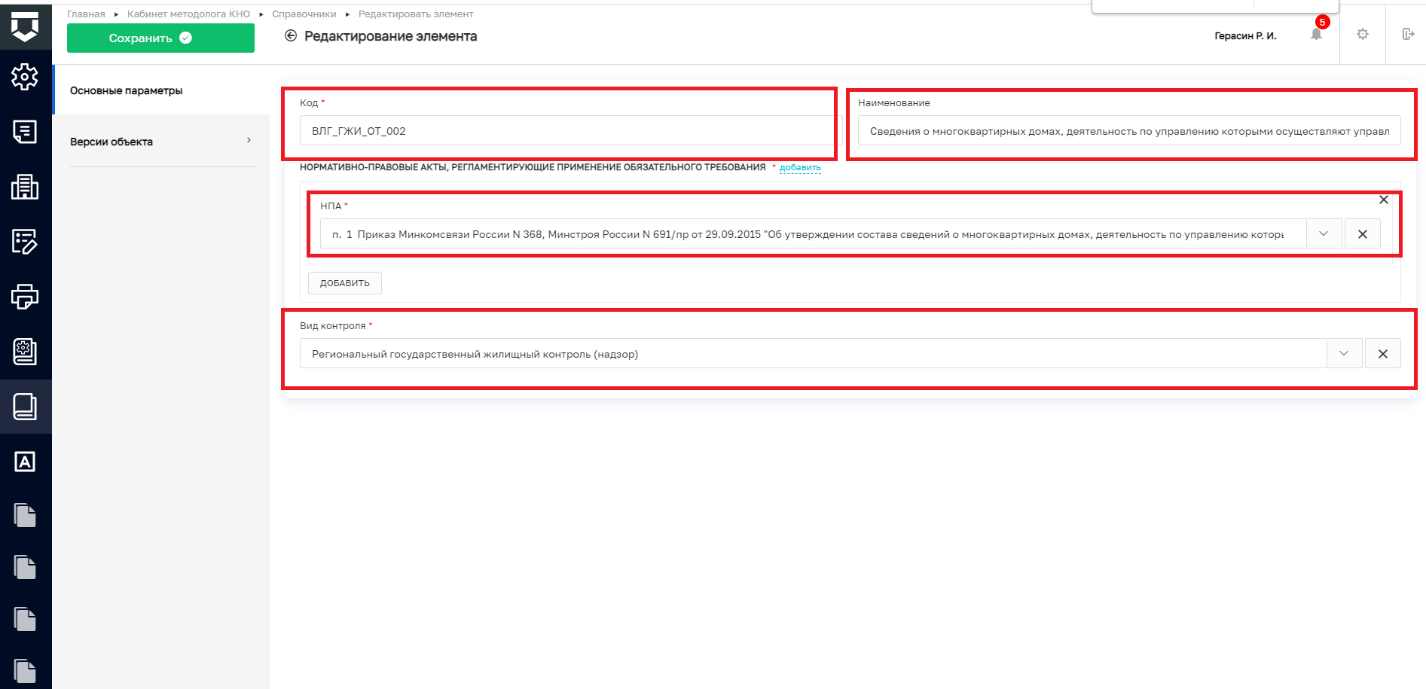 Главная ▸ Кабинет методолога КНО ▸ Справочники ▸ Редактировать элемент
Сохранить
Редактирование элемента
Герасин Р. И.
5
Основные параметры
Версии объекта
Код *
Наименование
ВЛГ_ГЖИ_ОТ_002
Сведения о многоквартирных домах, деятельность по управлению которыми осуществляют управл
НОРМАТИВНО-ПРАВОВЫЕ АКТЫ, РЕГЛАМЕНТИРУЮЩИЕ ПРИМЕНЕНИЕ ОБЯЗАТЕЛЬНОГО ТРЕБОВАНИЯ * добавить
НПА *
п. 1 Приказ Минкомсвязи России N 368, Минстроя России N 691/пр от 29.09.2015 "Об утверждении состава сведений о многоквартирных домах, деятельность по управлению которы
ДОБАВИТЬ
Вид контроля *
Региональный государственный жилищный контроль (надзор)
A